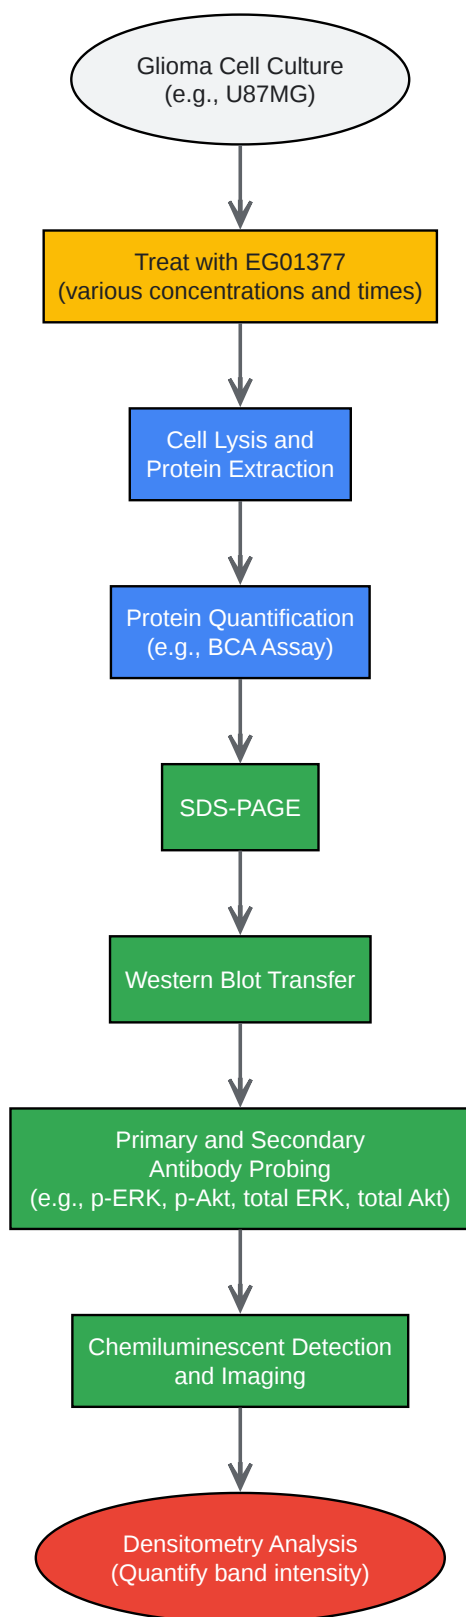 Glioma Cell Culture
(e.g., U87MG)
Treat with EG01377
(various concentrations and times)
Cell Lysis and
Protein Extraction
Protein Quantification
(e.g., BCA Assay)
SDS-PAGE
Western Blot Transfer
Primary and Secondary
Antibody Probing
(e.g., p-ERK, p-Akt, total ERK, total Akt)
Chemiluminescent Detection
and Imaging
Densitometry Analysis
(Quantify band intensity)